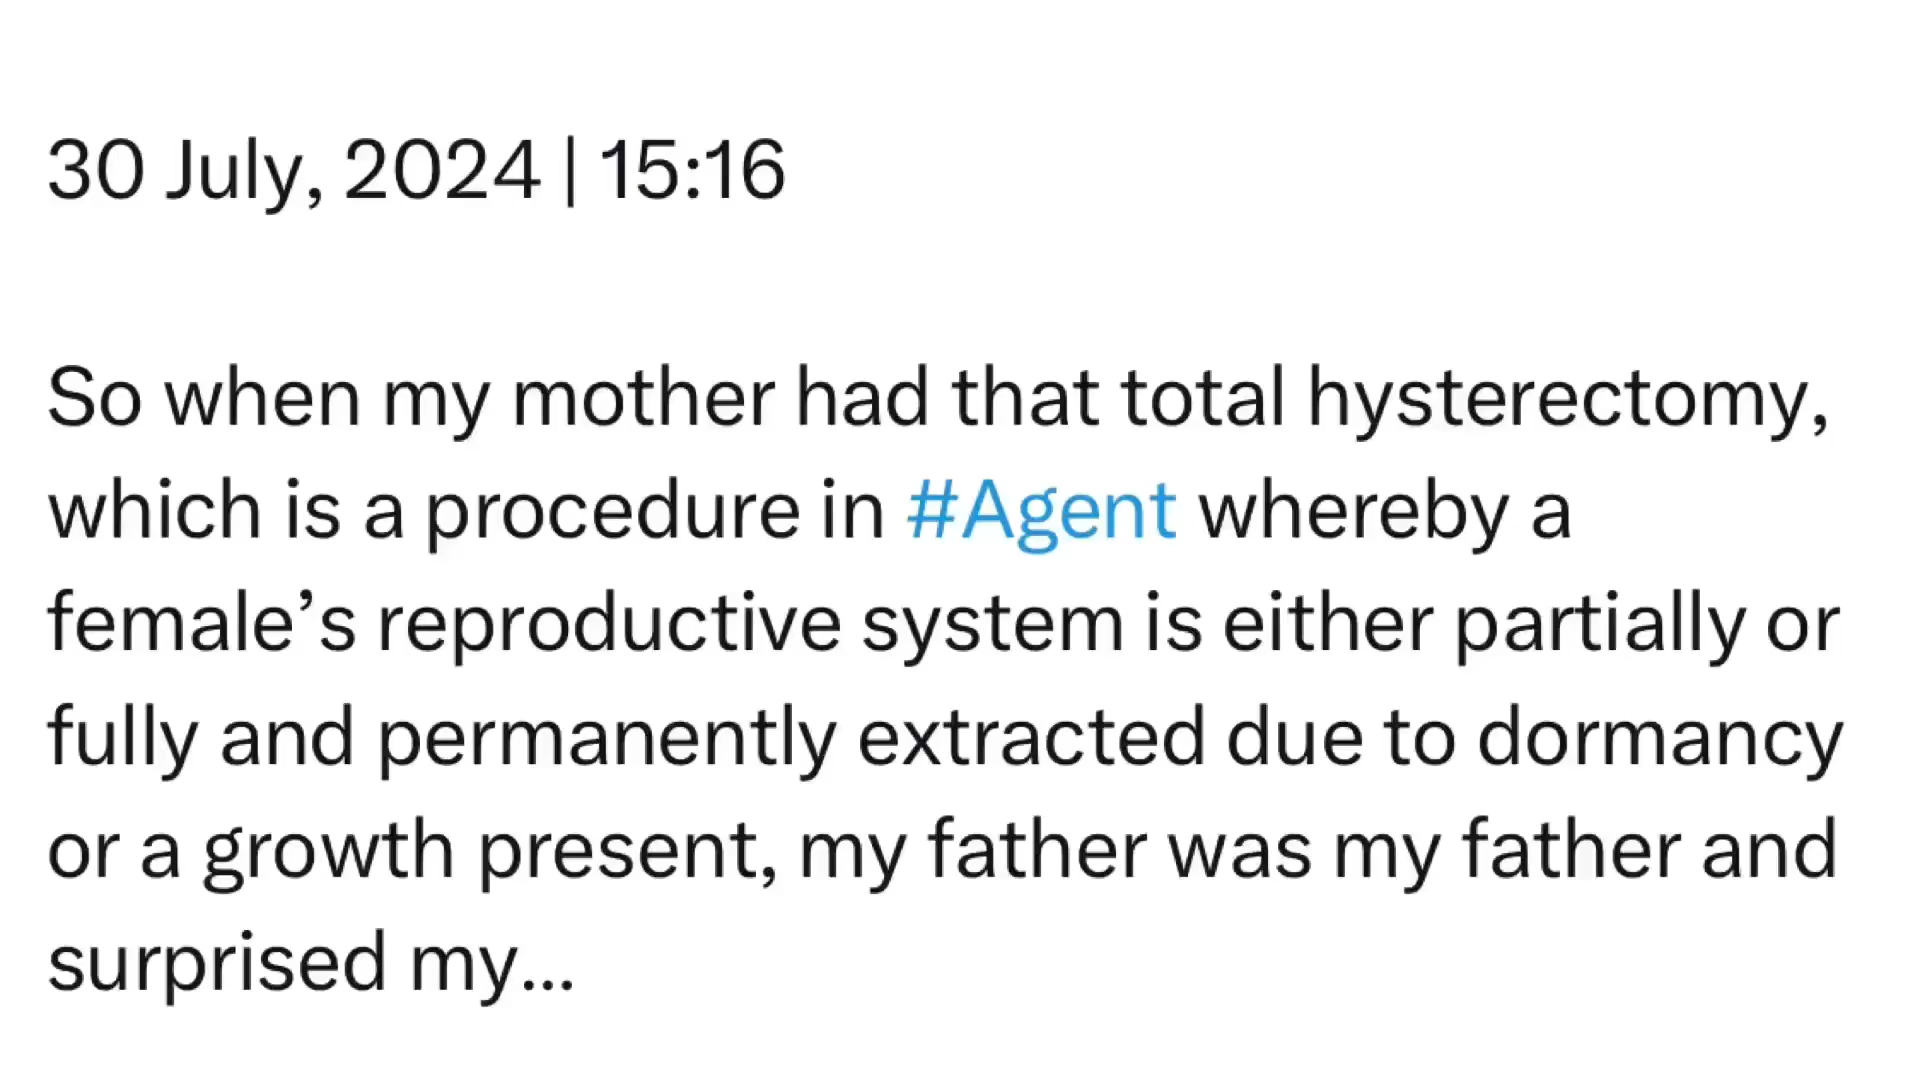 30 July, 2024 | 15:16
So when my mother had that total hysterectomy,
which is a procedure in #Agent whereby a
female’s reproductive system is either partially or
fully and permanently extracted due to dormancy
or a growth present, my father was my father and
surprised my...